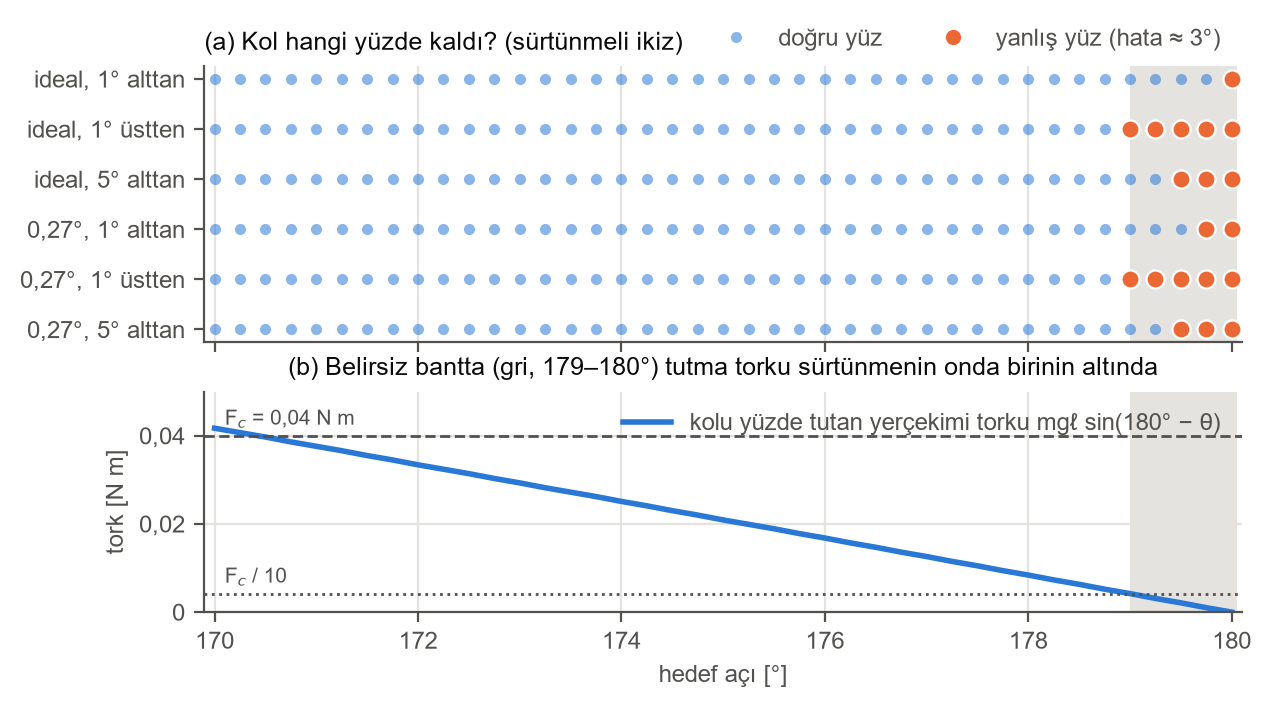 (a) Kol hangi yüzde kaldı? (sürtünmeli ikiz)
doğru yüz
yanlış yüz (hata ≈ 3°)
ideal, 1° alttan
ideal, 1° üstten
ideal, 5° alttan
0,27°, 1° alttan
0,27°, 1° üstten
0,27°, 5° alttan
(b) Belirsiz bantta (gri, 179–180°) tutma torku sürtünmenin onda birinin altında
F_c = 0,04 N m
kolu yüzde tutan yerçekimi torku mgℓ sin(180° − θ)
F_c / 10
tork [N m]
0,04
0,02
0
170 172 174 176 178 180
hedef açı [°]